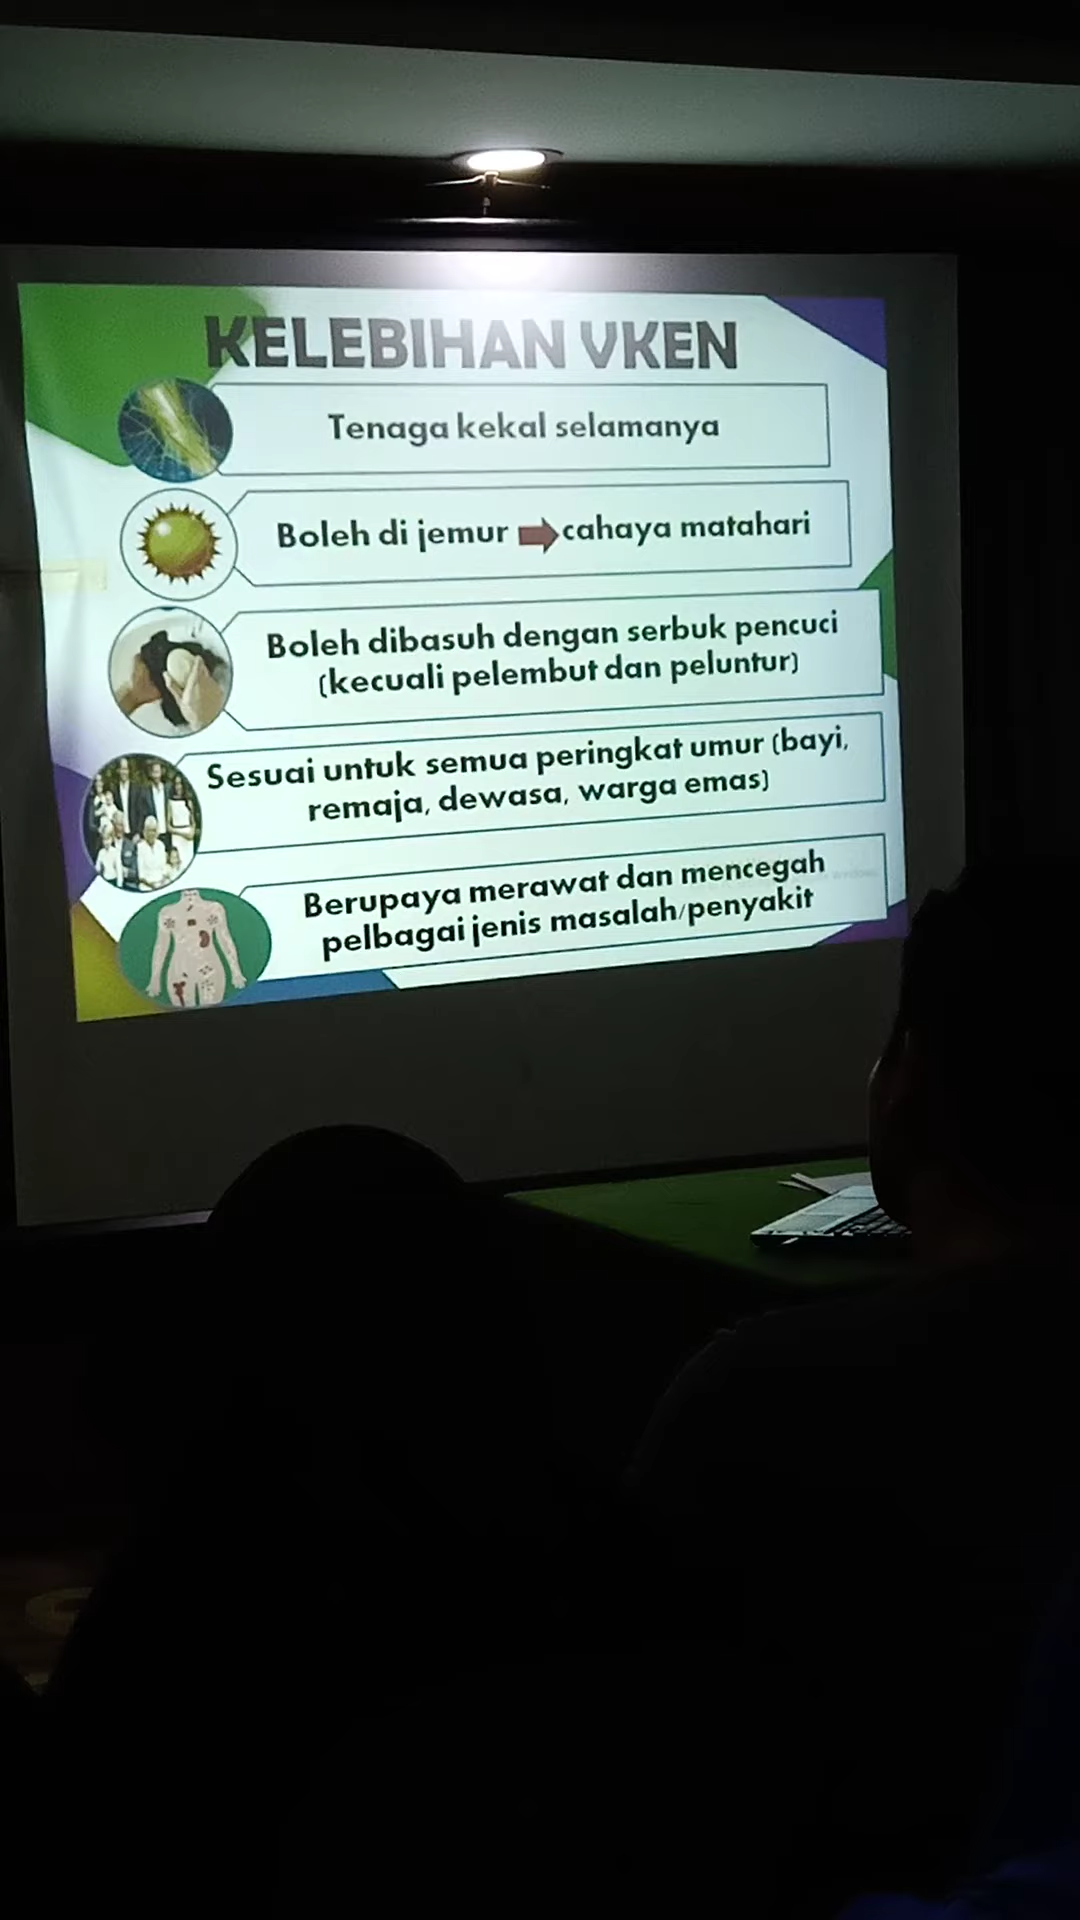 KELEBIHAN VKEN
Tenaga kekal selamanya
Boleh di jemur ➡ cahaya matahari
Boleh dibasuh dengan serbuk pencuci
(kecuali pelembut dan peluntur)
Sesuai untuk semua peringkat umur (bayi,
remaja, dewasa, warga emas)
Berupaya merawat dan mencegah
pelbagai jenis masalah/penyakit